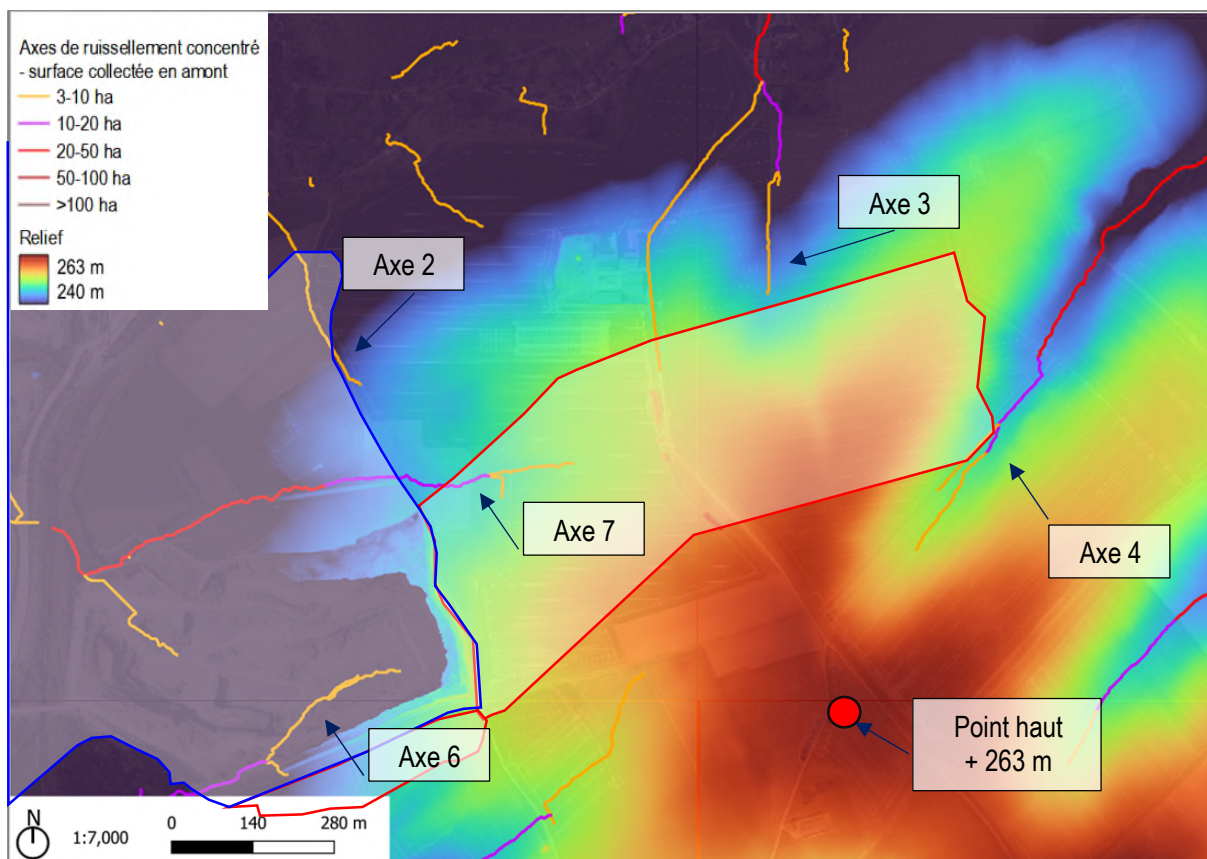 Axes de ruissellement concentré
- surface collectée en amont
3-10 ha
10-20 ha
20-50 ha
50-100 ha
>100 ha
Relief
263 m
240 m
Axe 2
Axe 3
Axe 7
Axe 4
Axe 6
Point haut
+ 263 m
N
1:7,000
0 140 280 m